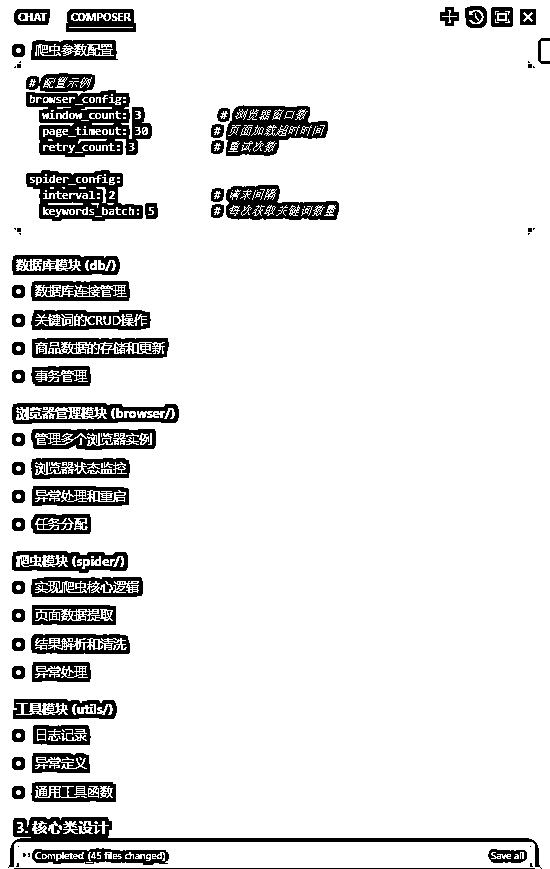 CHAT COMPOSER
爬虫参数配置
# 配置示例
browser_config:
window_count: 3 # 浏览器窗口数
page_timeout: 30 # 页面加载超时时间
retry_count: 3 # 重试次数
spider_config:
interval: 2 # 请求间隔
keywords_batch: 5 # 每次获取关键词数量
数据库模块 (db/)
数据库连接管理
关键词的CRUD操作
商品数据的存储和更新
事务管理
浏览器管理模块 (browser/)
管理多个浏览器实例
浏览器状态监控
异常处理和重启
任务分配
爬虫模块 (spider/)
实现爬虫核心逻辑
页面数据提取
结果解析和清洗
异常处理
工具模块 (utils/)
日志记录
异常定义
通用工具函数
3. 核心类设计
Completed (45 files changed) Save all